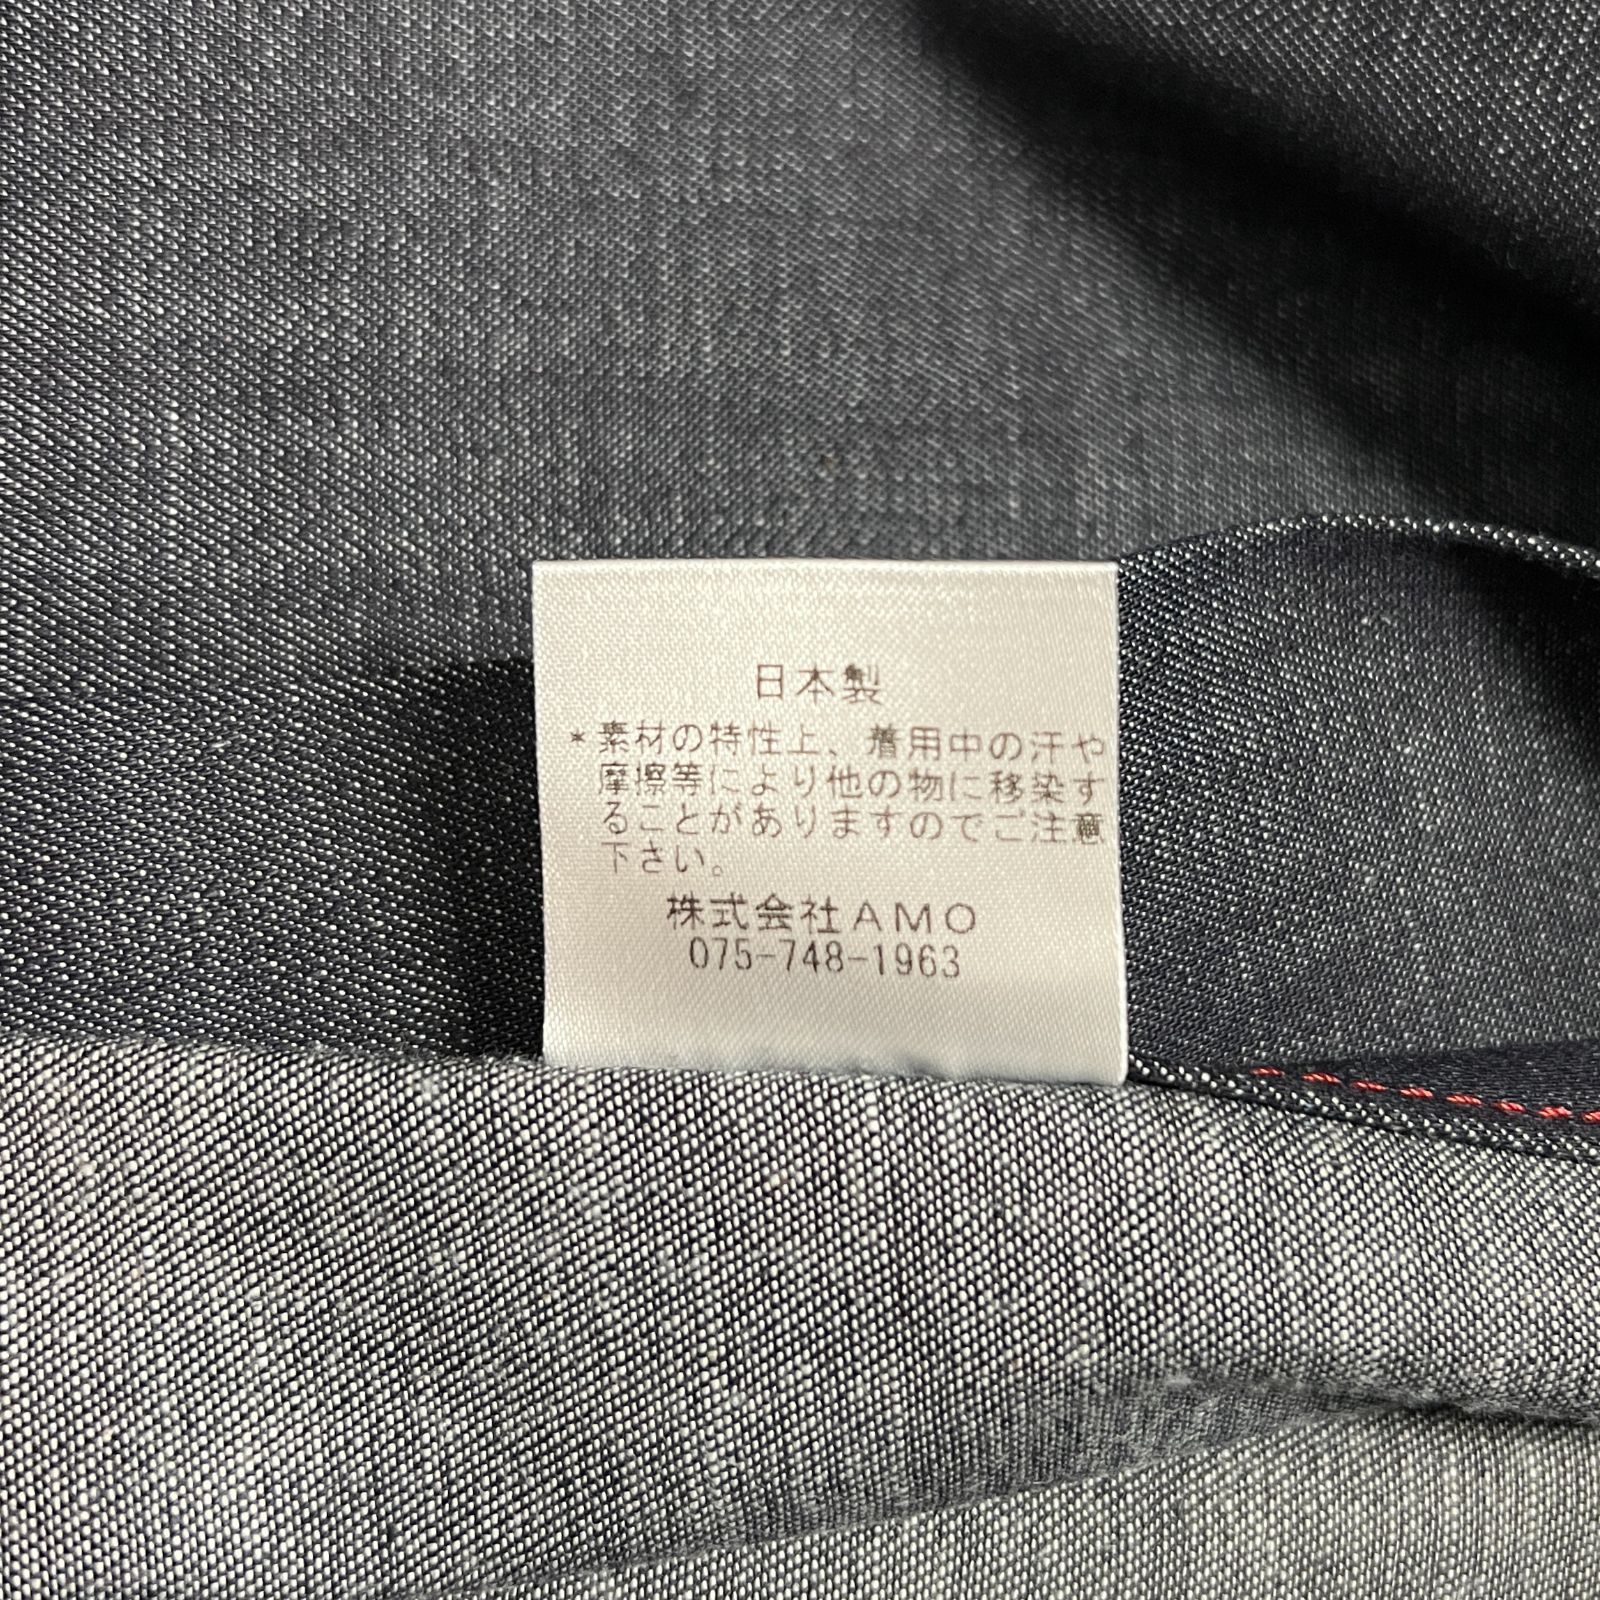 日本製
*素材の特性上、着用中の汗や
摩擦等により他の物に移染す
ることがありますのでご注意
下さい。
株式会社AMO
075-748-1963